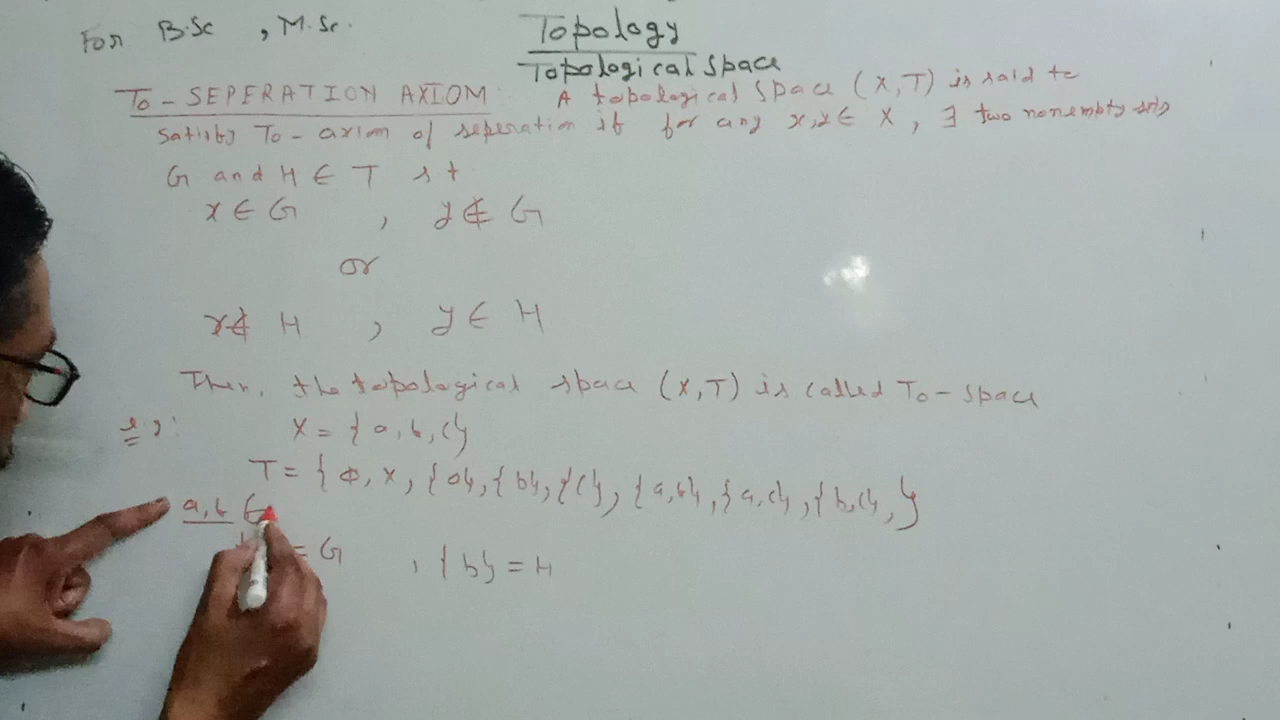 For B.Sc , M.Sc.
Topology
Topological Space
To - SEPERATION AXIOM A topological space (X, T) is said to
satisfy To - axiom of seperation if for any x, y ∈ X , ∃ two nonempty sets
G and H ∈ T s t
x ∈ G , y ∉ G
or
x ∉ H , y ∈ H
Then, the topological space (X, T) is called To - space
X = { a, b, c}
T = { Φ, X, {a}, {b}, {c}, {a, b}, {a, c}, {b, c}, }
a, b ∈
= G , { b} = H